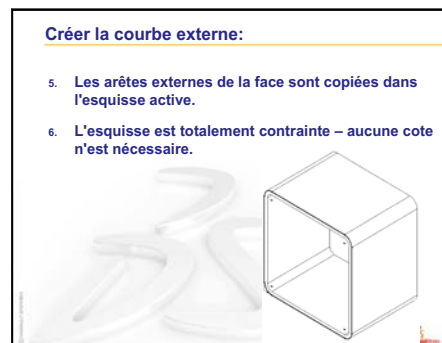 Créer la courbe externe:
5. Les arêtes externes de la face sont copiées dans
l'esquisse active.
6. L'esquisse est totalement contrainte – aucune cote
n'est nécessaire.